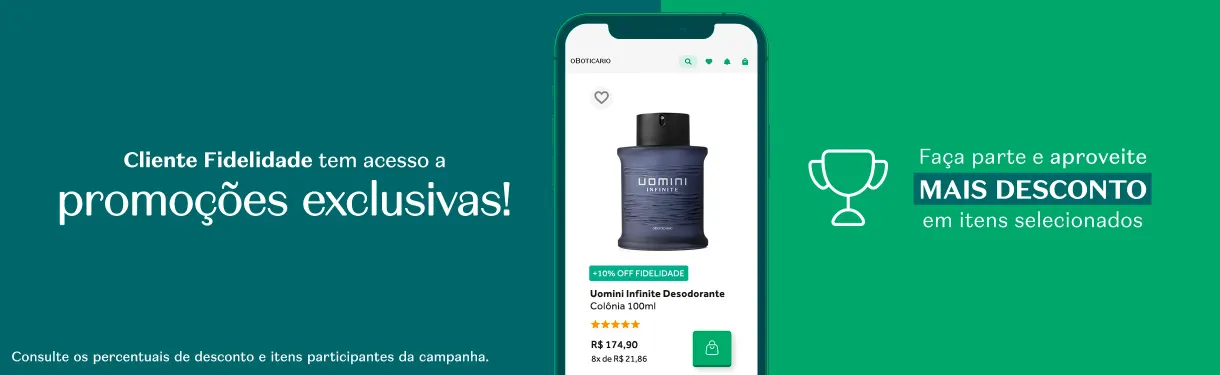 Cliente Fidelidade tem acesso a
promoções exclusivas!
Consulte os percentuais de desconto e itens participantes da campanha.
oBOTICÁRIO
UOMINI
INFINITE
+10% OFF FIDELIDADE
Uomini Infinite Desodorante
Colônia 100ml
R$ 174,90
8x de R$ 21,86
Faça parte e aproveite
MAIS DESCONTO
em itens selecionados